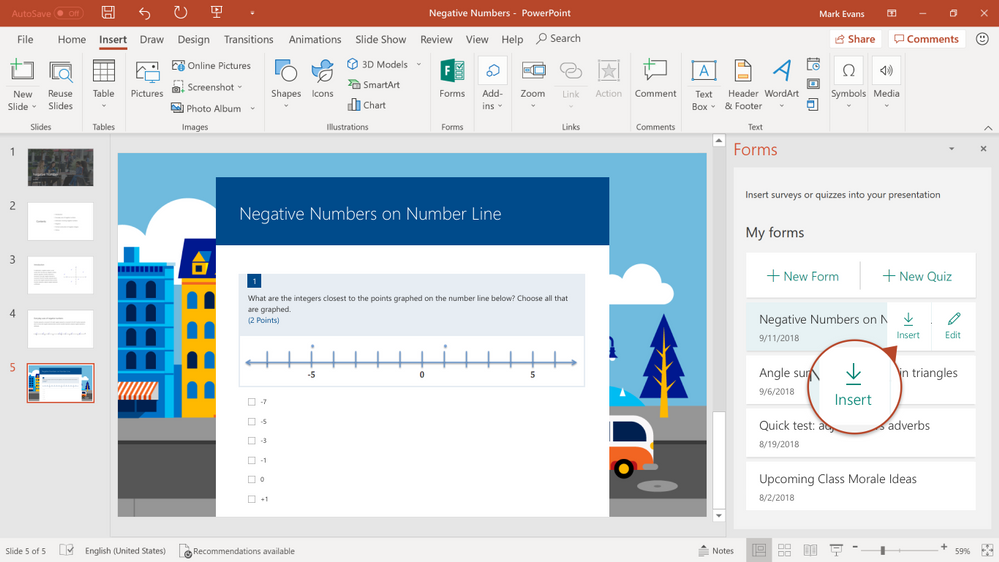 AutoSave Off
Negative Numbers - PowerPoint
Mark Evans
File Home Insert Draw Design Transitions Animations Slide Show Review View Help Search
Share Comments
New Slide
Reuse Slides
Slides
Table
Tables
Pictures
Online Pictures
Screenshot
Photo Album
Images
Shapes
Icons
3D Models
SmartArt
Chart
Illustrations
Forms
Forms
Add-ins
Zoom
Link
Action
Links
Comment
Comments
Text Box
Header & Footer
WordArt
Text
Symbols
Media
1
2
3
4
5
Negative Numbers on Number Line
1
What are the integers closest to the points graphed on the number line below? Choose all that
are graphed.
(2 Points)
-5 0 5
-7
-5
-3
-1
0
+1
Forms
Insert surveys or quizzes into your presentation
My forms
+ New Form
+ New Quiz
Negative Numbers on N
9/11/2018
Insert
Edit
Angle sur in triangles
9/6/2018
Insert
Quick test: adj s adverbs
8/19/2018
Upcoming Class Morale Ideas
8/2/2018
Slide 5 of 5
English (United States)
Recommendations available
Notes
59%